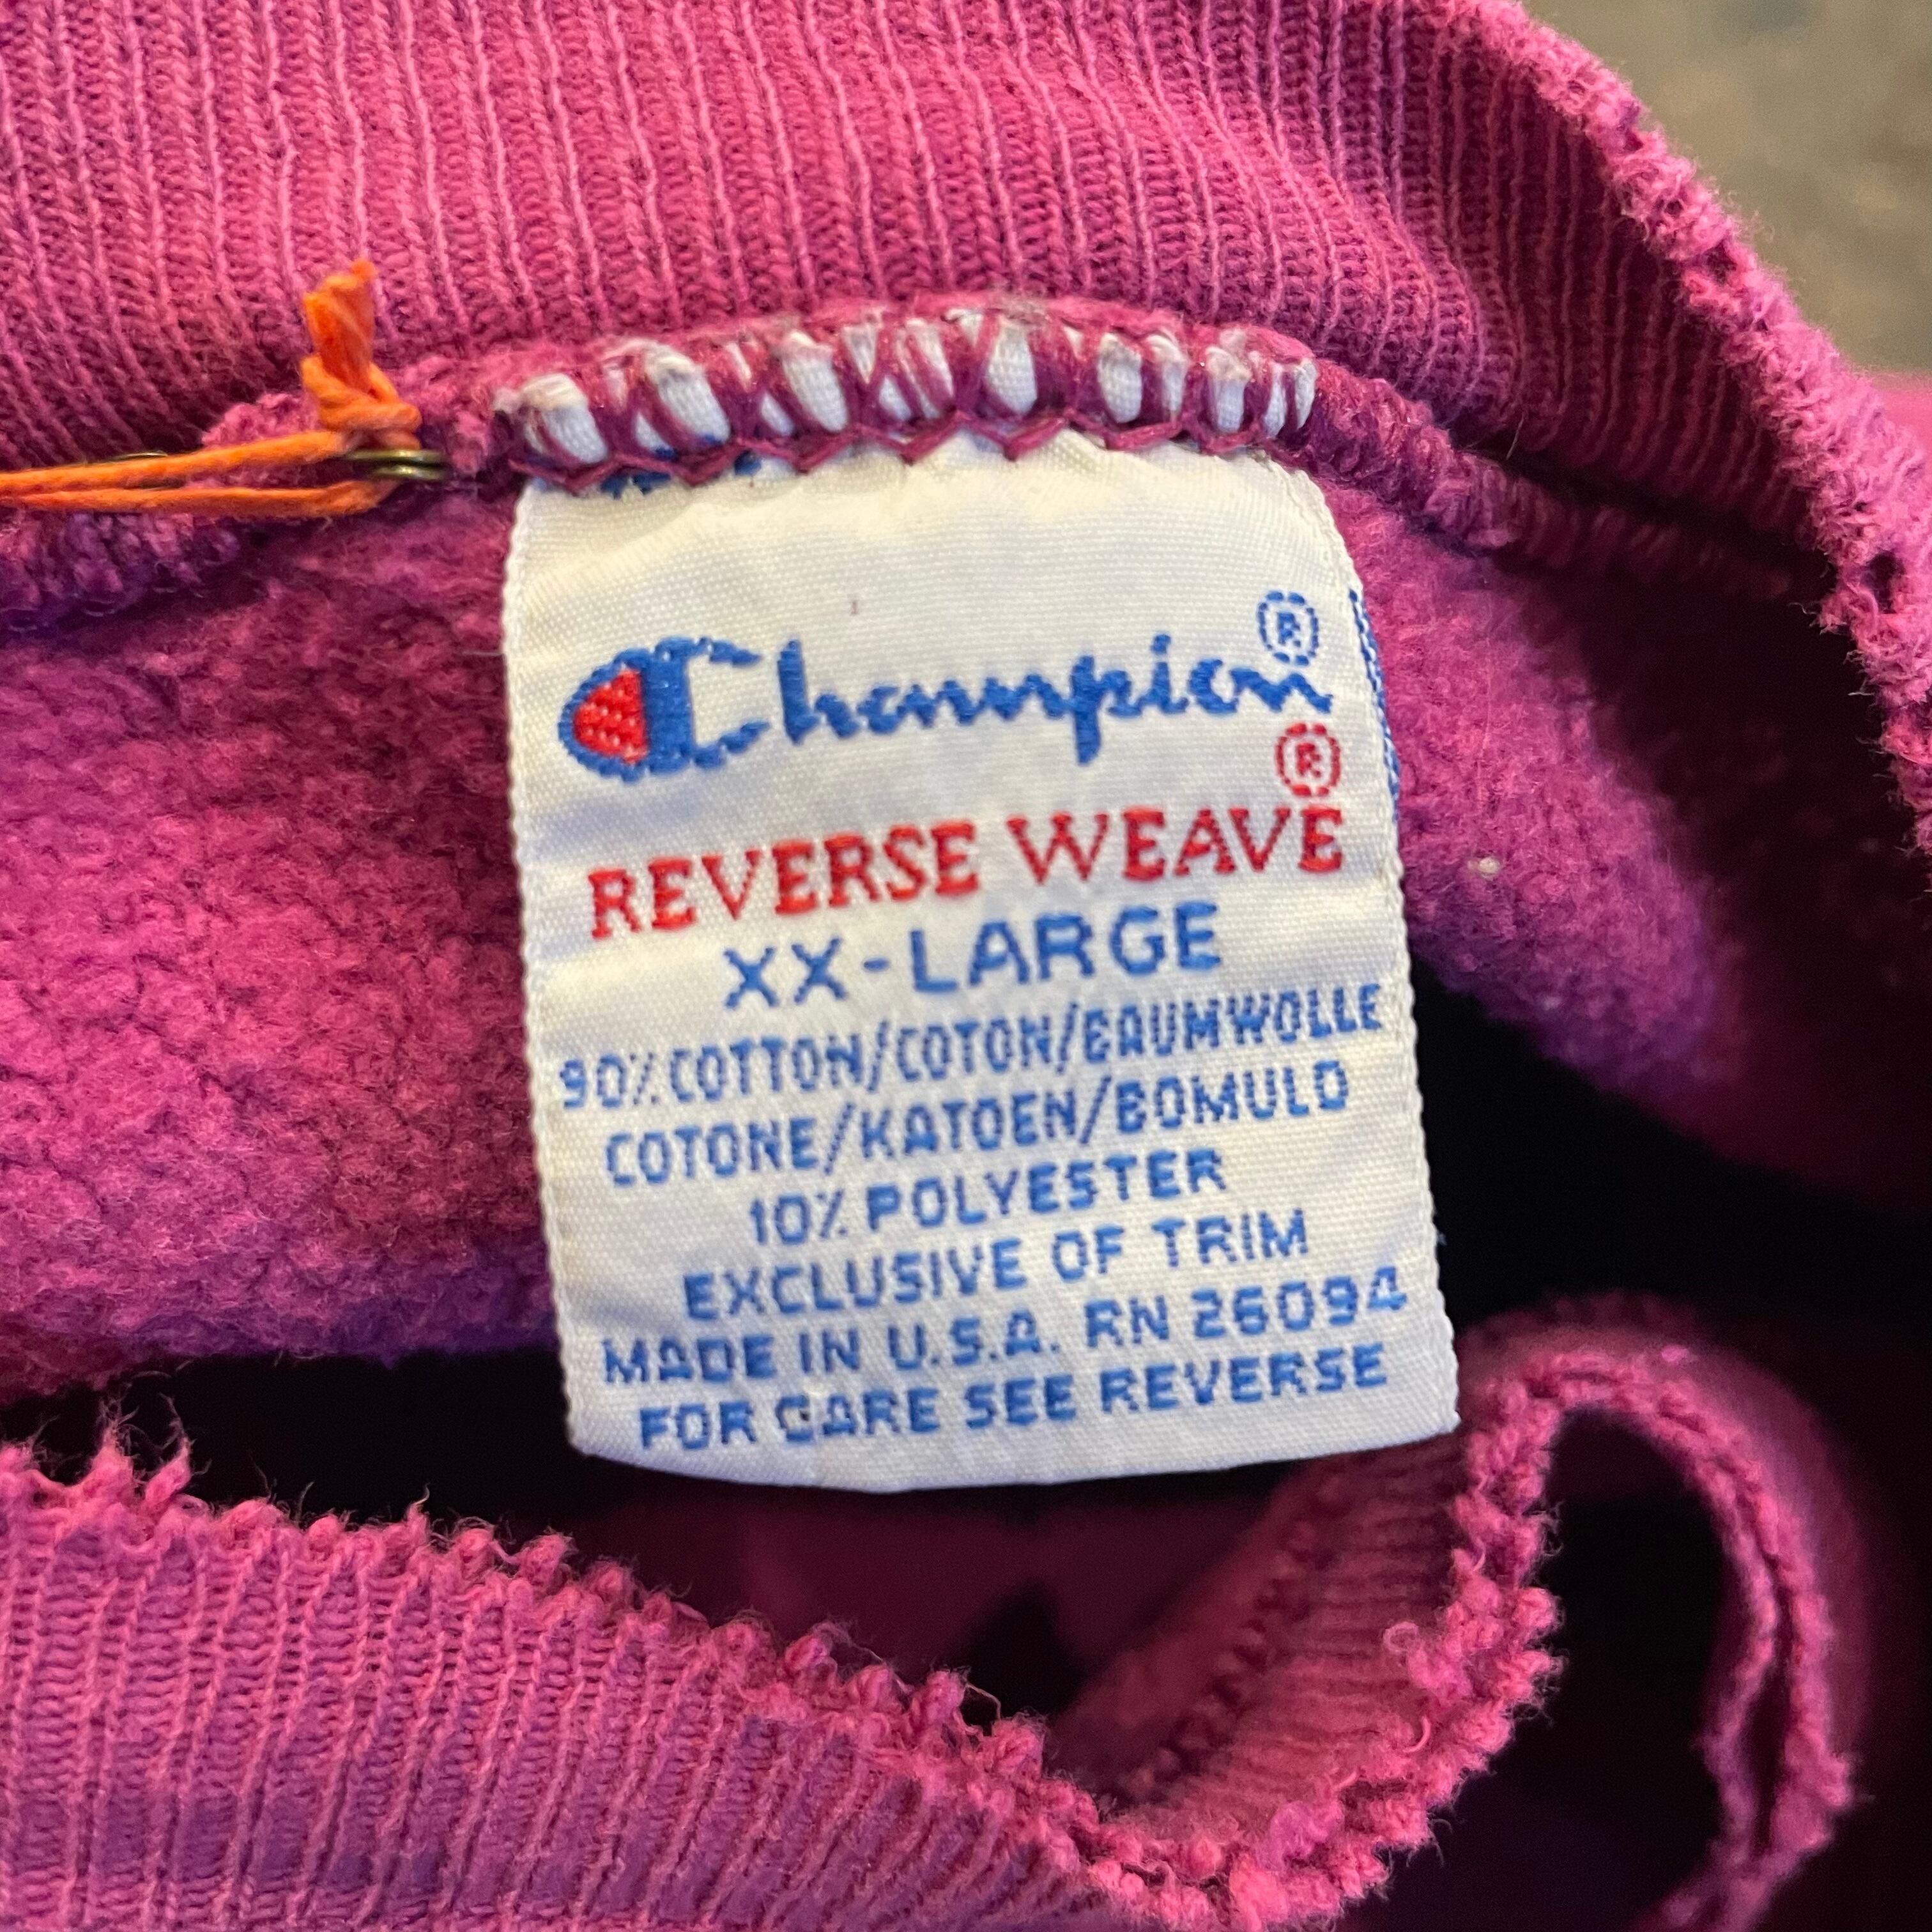 Champion®
REVERSE WEAVE®
XX-LARGE
90% COTTON/COTON/BAUMWOLLE
COTONE/KATOEN/BOMULD
10% POLYESTER
EXCLUSIVE OF TRIM
MADE IN U.S.A. RN 26094
FOR CARE SEE REVERSE